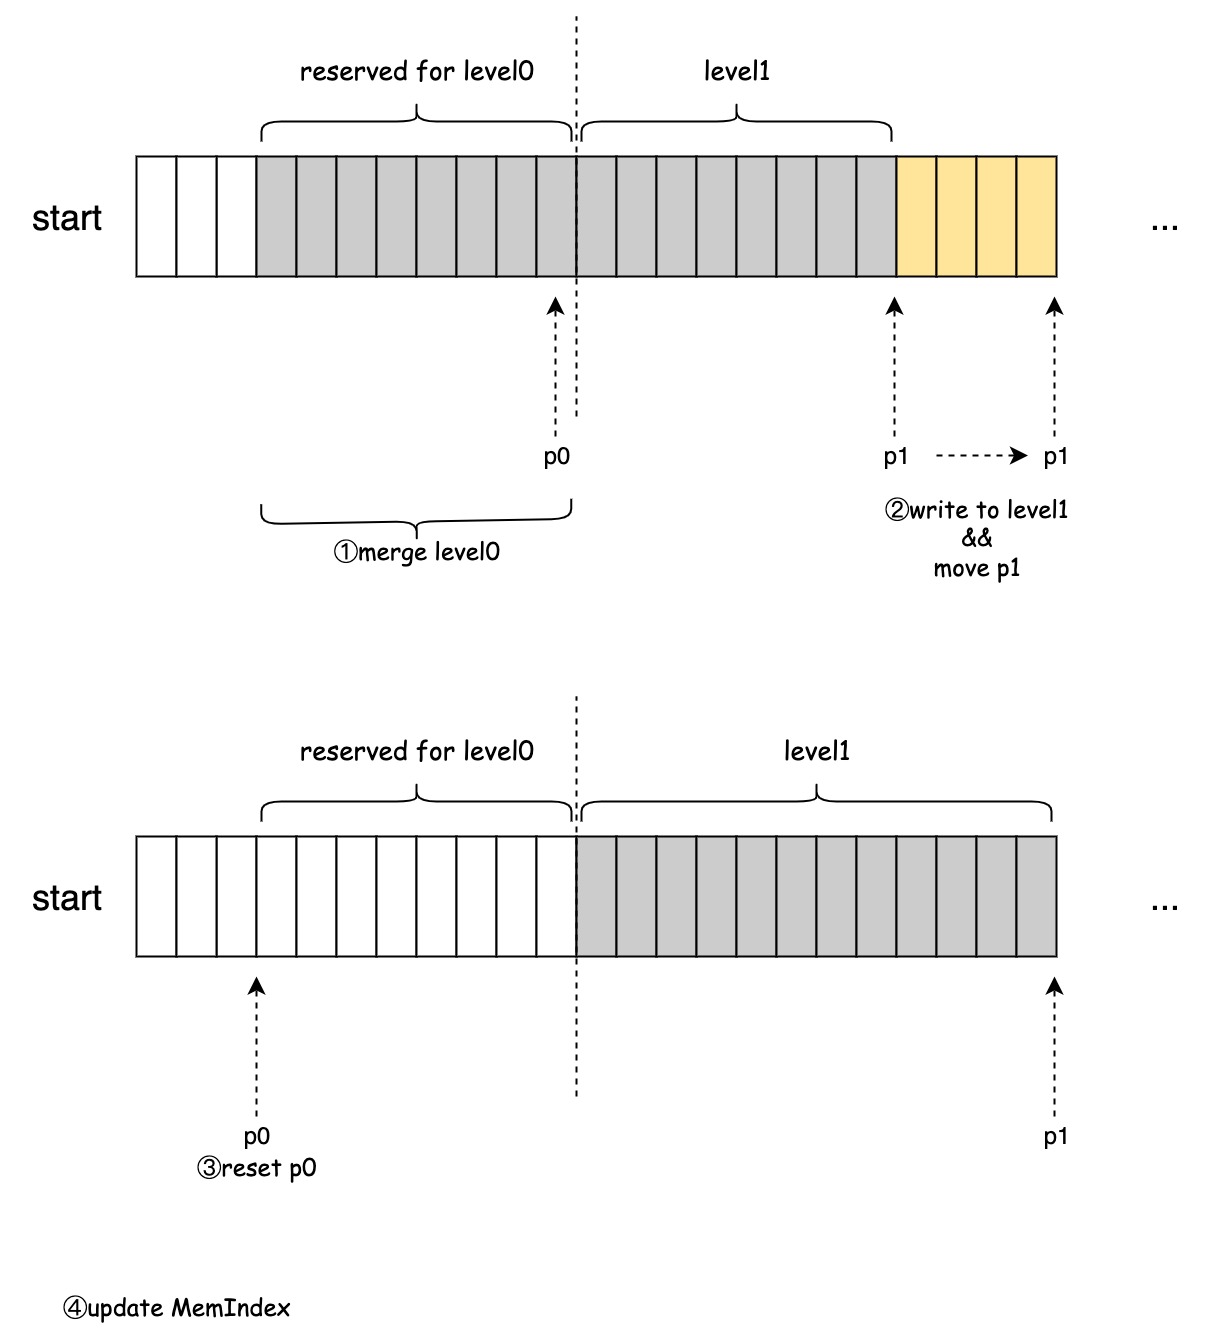 reserved for level0
level1
start
...
p0
p1
p1
①merge level0
②write to level1
&&
move p1
reserved for level0
level1
start
...
p0
③reset p0
p1
④update MemIndex